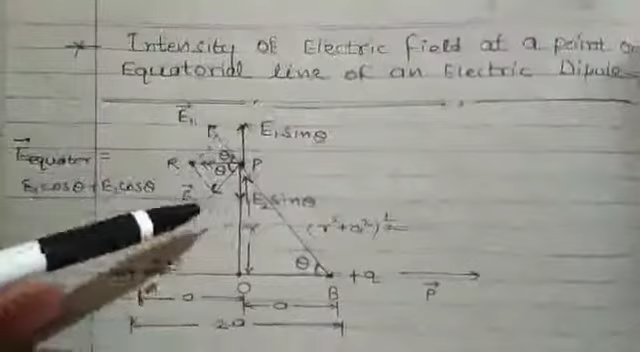 Intensity of Electric field at a point on
Equatorial line of an Electric Dipole
E₁ E₁sinθ
E equator =
R θ P
θ
E₁cosθ + E₂cosθ
E₂sinθ
(r²+a²)^½
θ
O B +q
P
a a
2a